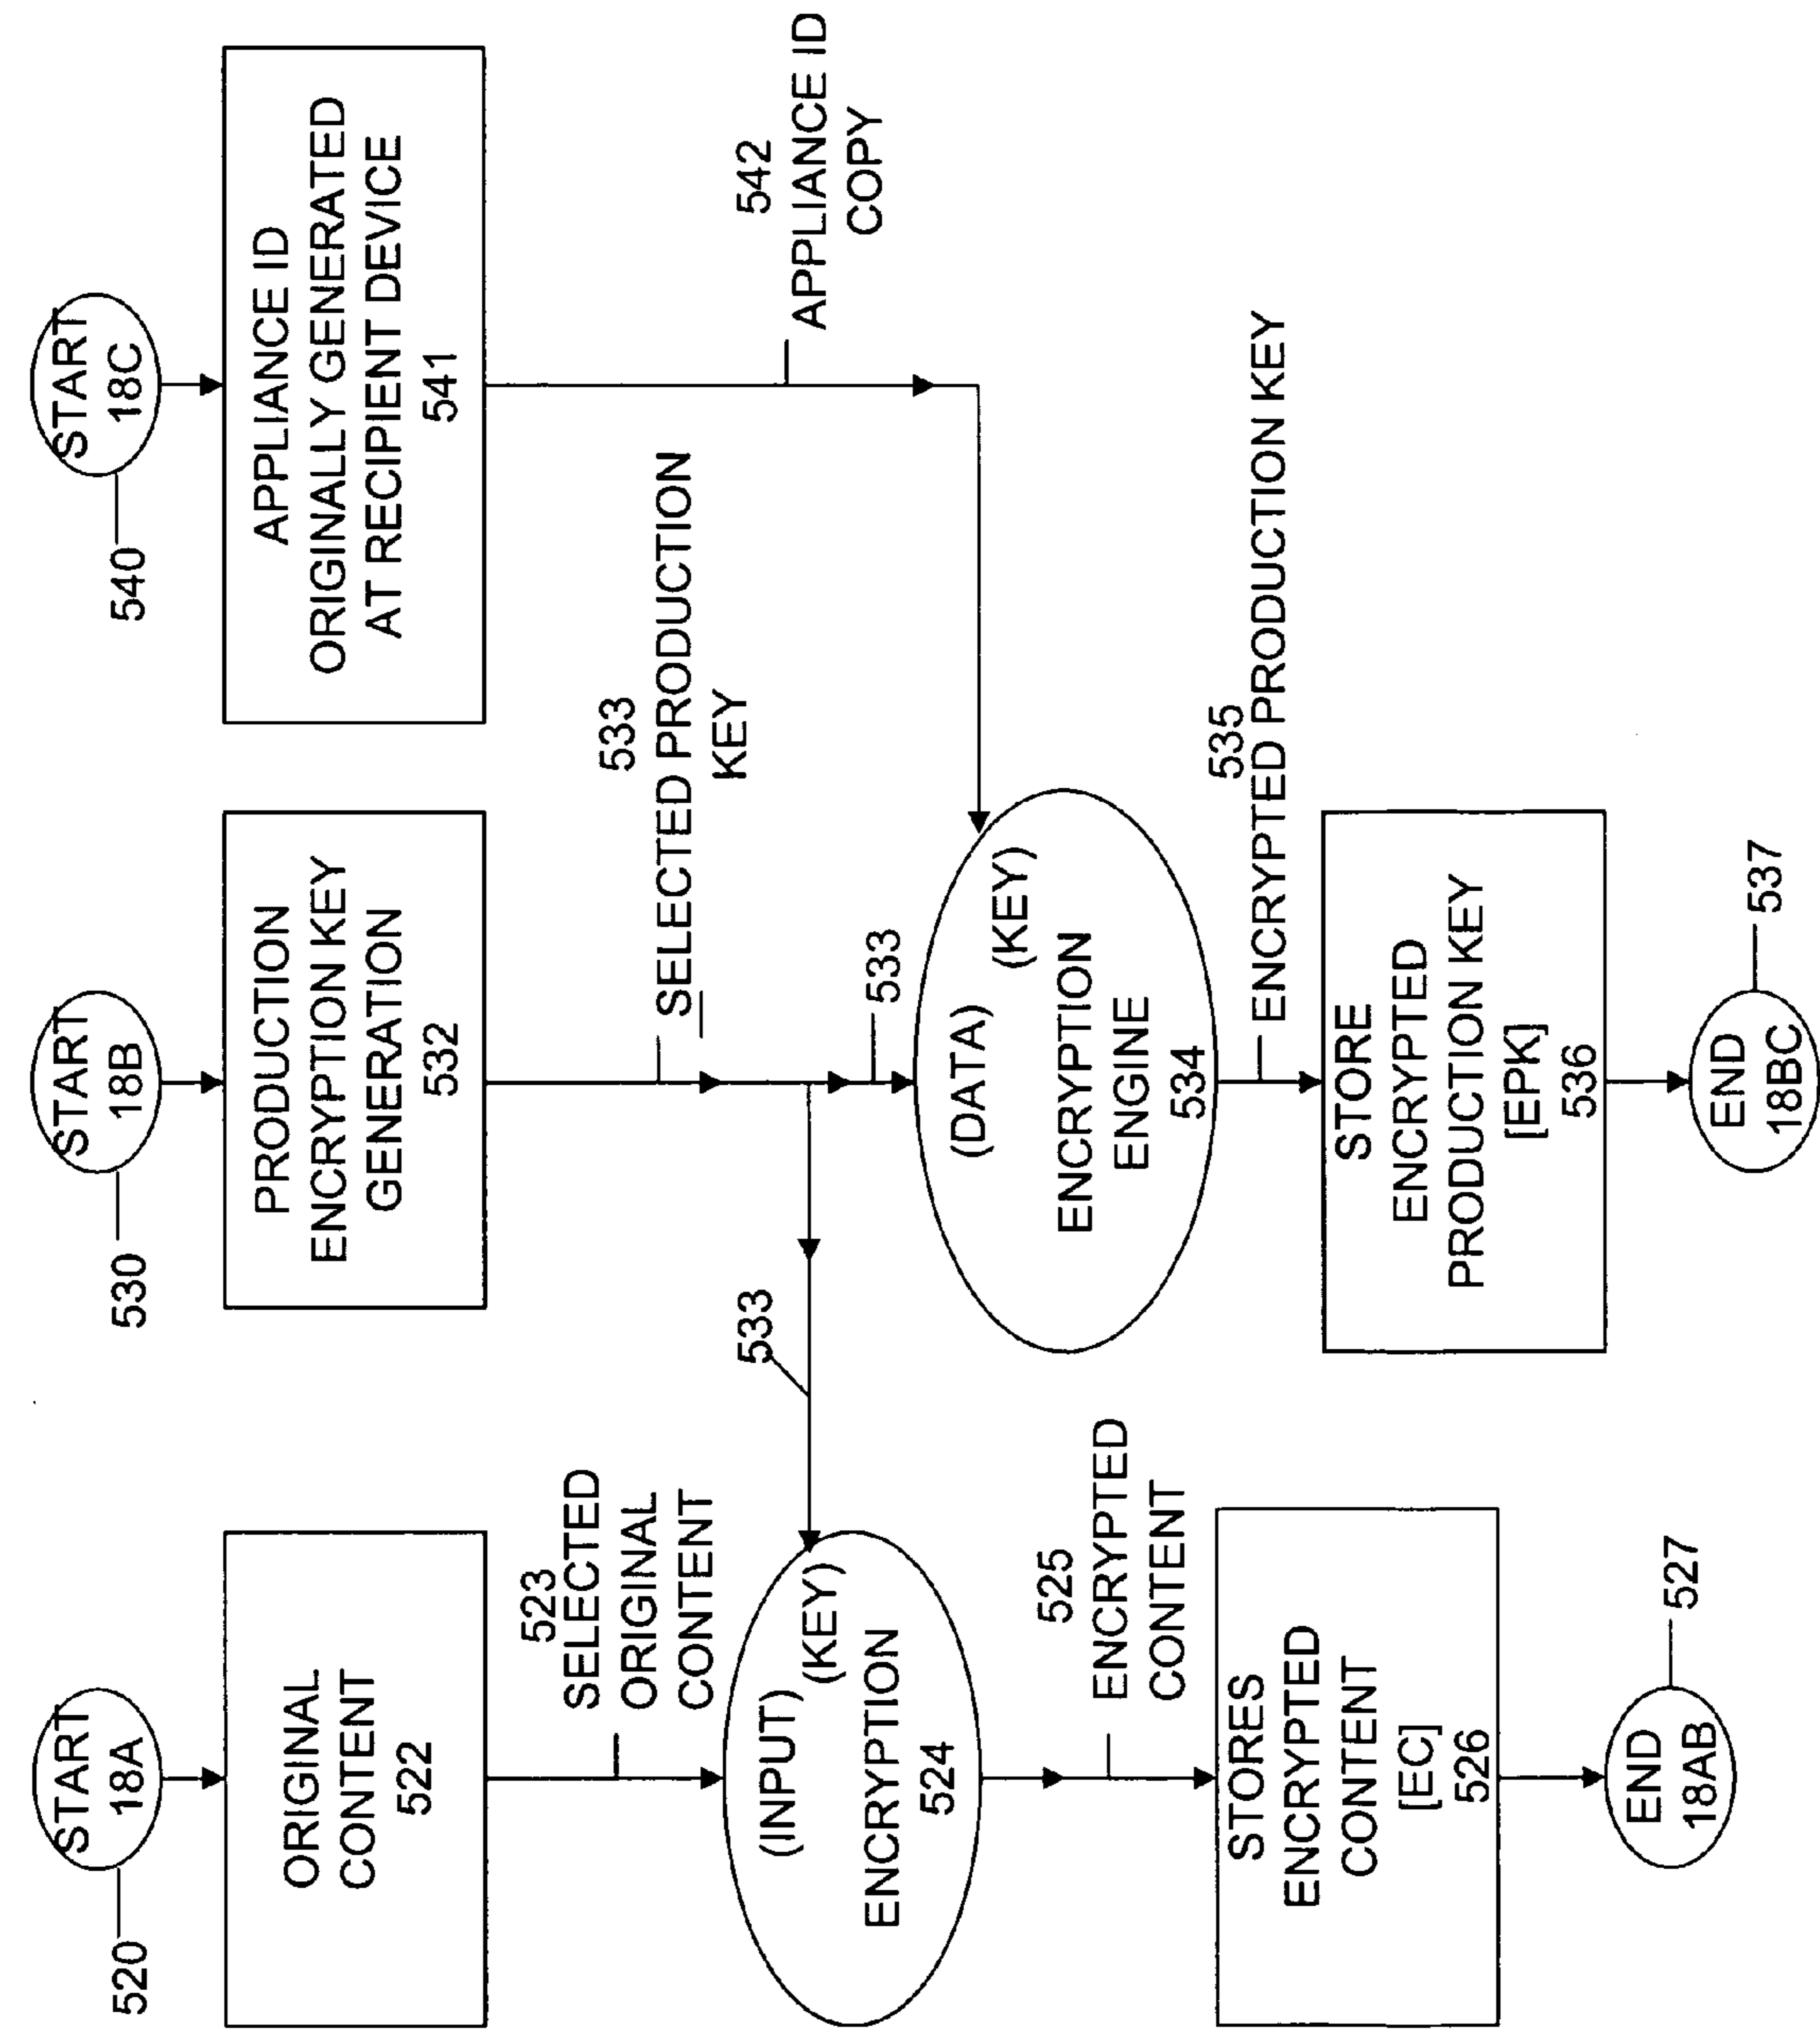 520
START
18A
ORIGINAL
CONTENT
522
523
SELECTED
ORIGINAL
CONTENT
(INPUT)
(KEY)
ENCRYPTION
524
525
ENCRYPTED
CONTENT
STORES
ENCRYPTED
CONTENT
[EC]
526
END
18AB
527
530
START
18B
PRODUCTION
ENCRYPTION KEY
GENERATION
532
533
SELECTED PRODUCTION
KEY
533
533
(DATA)
(KEY)
ENCRYPTION
ENGINE
534
535
ENCRYPTED PRODUCTION KEY
STORE
ENCRYPTED
PRODUCTION KEY
[EPK]
536
END
18BC
537
540
START
18C
APPLIANCE ID
ORIGINALLY GENERATED
AT RECIPIENT DEVICE
541
542
APPLIANCE ID
COPY